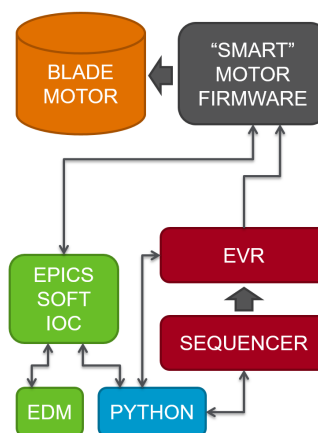 BLADE
MOTOR
“SMART”
MOTOR
FIRMWARE
EVR
EPICS
SOFT
IOC
SEQUENCER
EDM
PYTHON